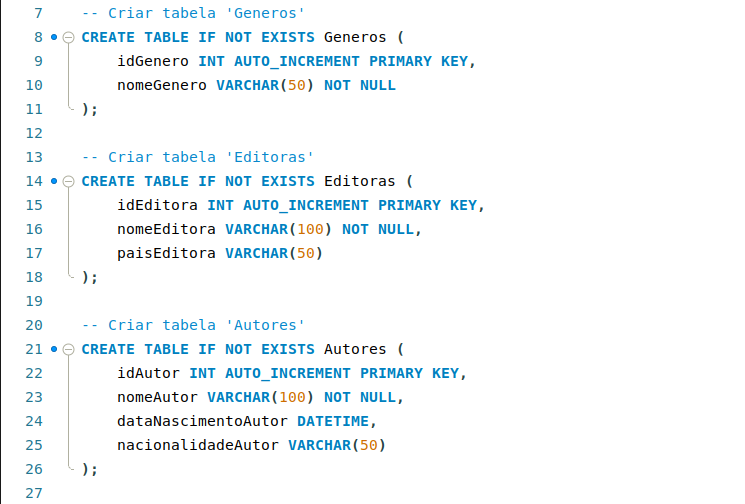 7 -- Criar tabela 'Generos'
8 CREATE TABLE IF NOT EXISTS Generos (
9 idGenero INT AUTO_INCREMENT PRIMARY KEY,
10 nomeGenero VARCHAR(50) NOT NULL
11 );
12
13 -- Criar tabela 'Editoras'
14 CREATE TABLE IF NOT EXISTS Editoras (
15 idEditora INT AUTO_INCREMENT PRIMARY KEY,
16 nomeEditora VARCHAR(100) NOT NULL,
17 paisEditora VARCHAR(50)
18 );
19
20 -- Criar tabela 'Autores'
21 CREATE TABLE IF NOT EXISTS Autores (
22 idAutor INT AUTO_INCREMENT PRIMARY KEY,
23 nomeAutor VARCHAR(100) NOT NULL,
24 dataNascimentoAutor DATETIME,
25 nacionalidadeAutor VARCHAR(50)
26 );
27